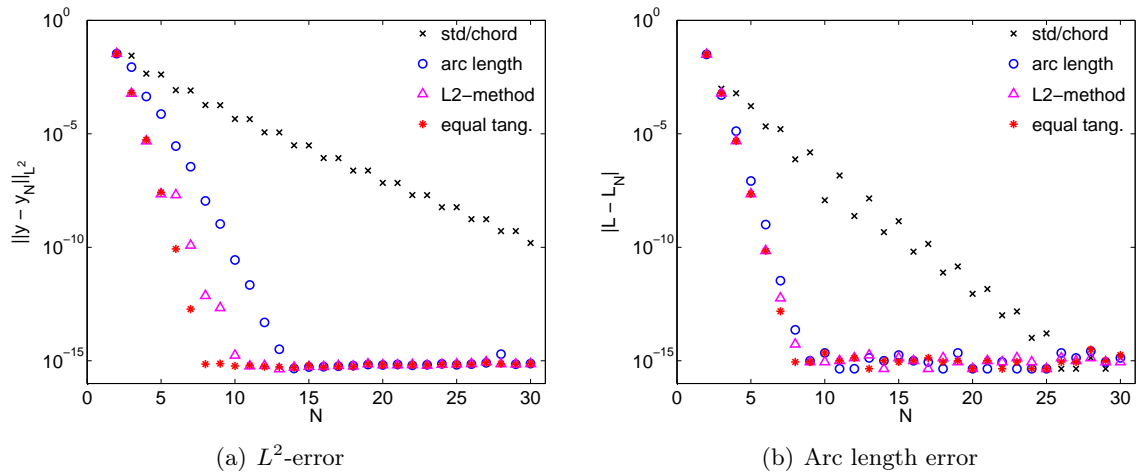 10^0
10^−5
10^−10
10^−15
||y − y_N||_{L^2}
0 5 10 15 20 25 30
N
std/chord
arc length
L2−method
equal tang.
(a) L^2-error
10^0
10^−5
10^−10
10^−15
|L − L_N|
0 5 10 15 20 25 30
N
std/chord
arc length
L2−method
equal tang.
(b) Arc length error